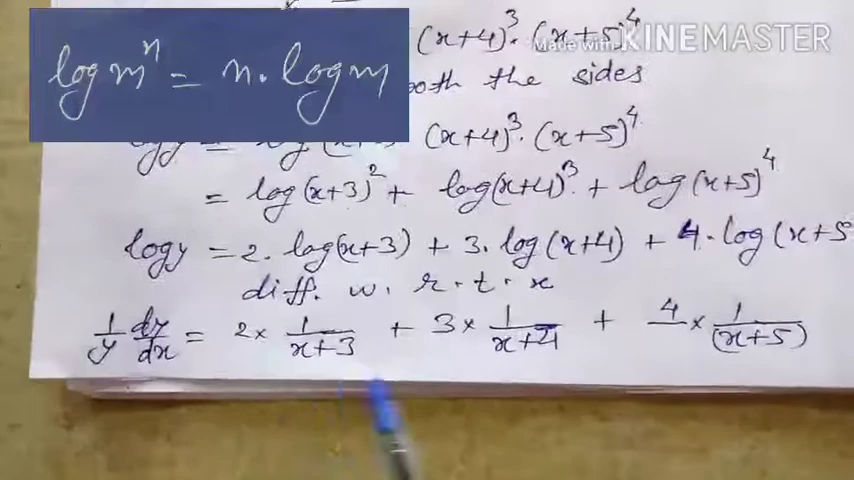 log mⁿ = n. log m
(x+4)³. (x+5)⁴
Made with KINEMASTER
both the sides
(x+4)³. (x+5)⁴
= log(x+3)² + log(x+4)³ + log(x+5)⁴
logy = 2. log(x+3) + 3. log(x+4) + 4. log(x+5
diff. w. r. t. x
1/y dy/dx = 2 × 1/(x+3) + 3 × 1/(x+4) + 4 × 1/(x+5)